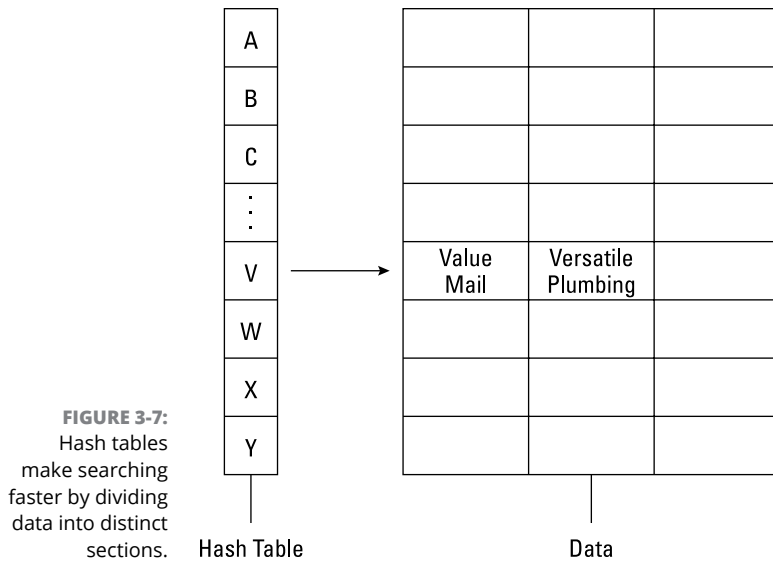 A
B
C
⋮
V
W
X
Y
Value
Mail
Versatile
Plumbing
FIGURE 3-7:
Hash tables
make searching
faster by dividing
data into distinct
sections.
Hash Table
Data